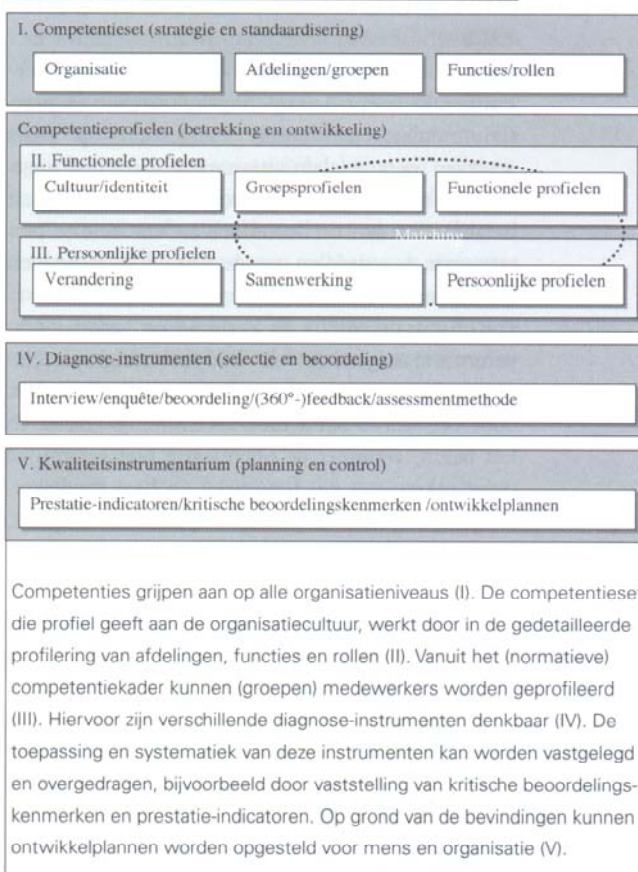 I. Competentieset (strategie en standaardisering)
Organisatie
Afdelingen/groepen
Functies/rollen
Competentieprofielen (betrekking en ontwikkeling)
II. Functionele profielen
Cultuur/identiteit
Groepsprofielen
Functionele profielen
Matching
III. Persoonlijke profielen
Verandering
Samenwerking
Persoonlijke profielen
IV. Diagnose-instrumenten (selectie en beoordeling)
Interview/enquête/beoordeling/(360°-)feedback/assessmentmethode
V. Kwaliteitsinstrumentarium (planning en control)
Prestatie-indicatoren/kritische beoordelingskenmerken /ontwikkelplannen
Competenties grijpen aan op alle organisatieniveaus (I). De competentieset
die profiel geeft aan de organisatiecultuur, werkt door in de gedetailleerde
profilering van afdelingen, functies en rollen (II). Vanuit het (normatieve)
competentiekader kunnen (groepen) medewerkers worden geprofileerd
(III). Hiervoor zijn verschillende diagnose-instrumenten denkbaar (IV). De
toepassing en systematiek van deze instrumenten kan worden vastgelegd
en overgedragen, bijvoorbeeld door vaststelling van kritische beoordelings-
kenmerken en prestatie-indicatoren. Op grond van de bevindingen kunnen
ontwikkelplannen worden opgesteld voor mens en organisatie (V).